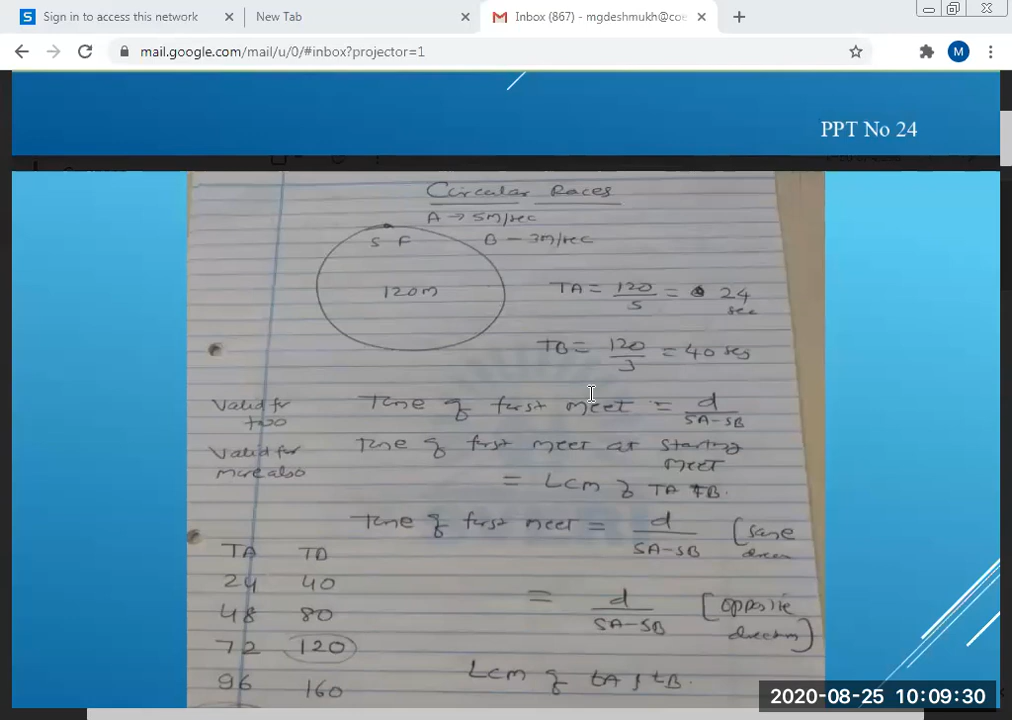 Sign in to access this network
New Tab
Inbox (867) - mgdeshmukh@coe
mail.google.com/mail/u/0/#inbox?projector=1
M
PPT No 24
Circular Races
A → 5m/sec
S F
B - 3m/sec
120m
TA = 120/5 = 24 sec
TB = 120/3 = 40 sec
Valid for two
Time of first meet = d/SA-SB
Valid for more also
Time of first meet at starting meet
= Lcm of TA & TB.
Time of first meet = d/SA-SB [same direcn
TA TB
24 40
= d/SA-SB [opposite direction]
48 80
72 120
Lcm of tA & tB.
96 160
2020-08-25 10:09:30